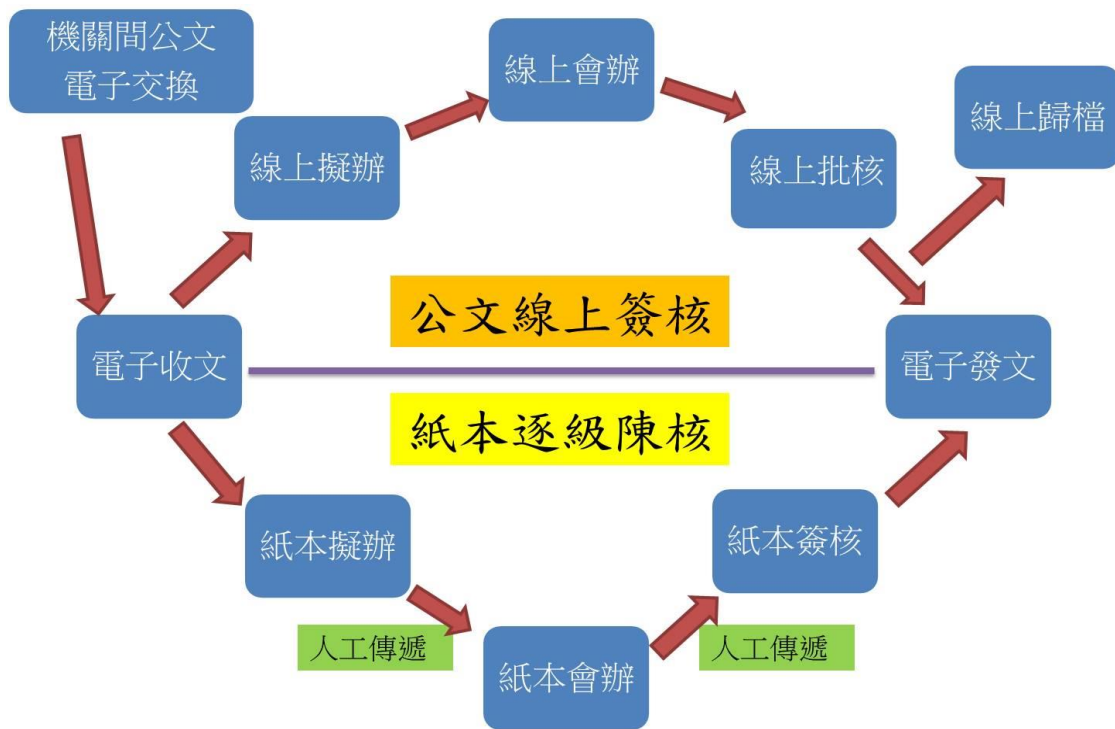 機關間公文
電子交換
線上會辦
線上擬辦
線上批核
線上歸檔
公文線上簽核
電子收文
電子發文
紙本逐級陳核
紙本擬辦
紙本簽核
人工傳遞
人工傳遞
紙本會辦